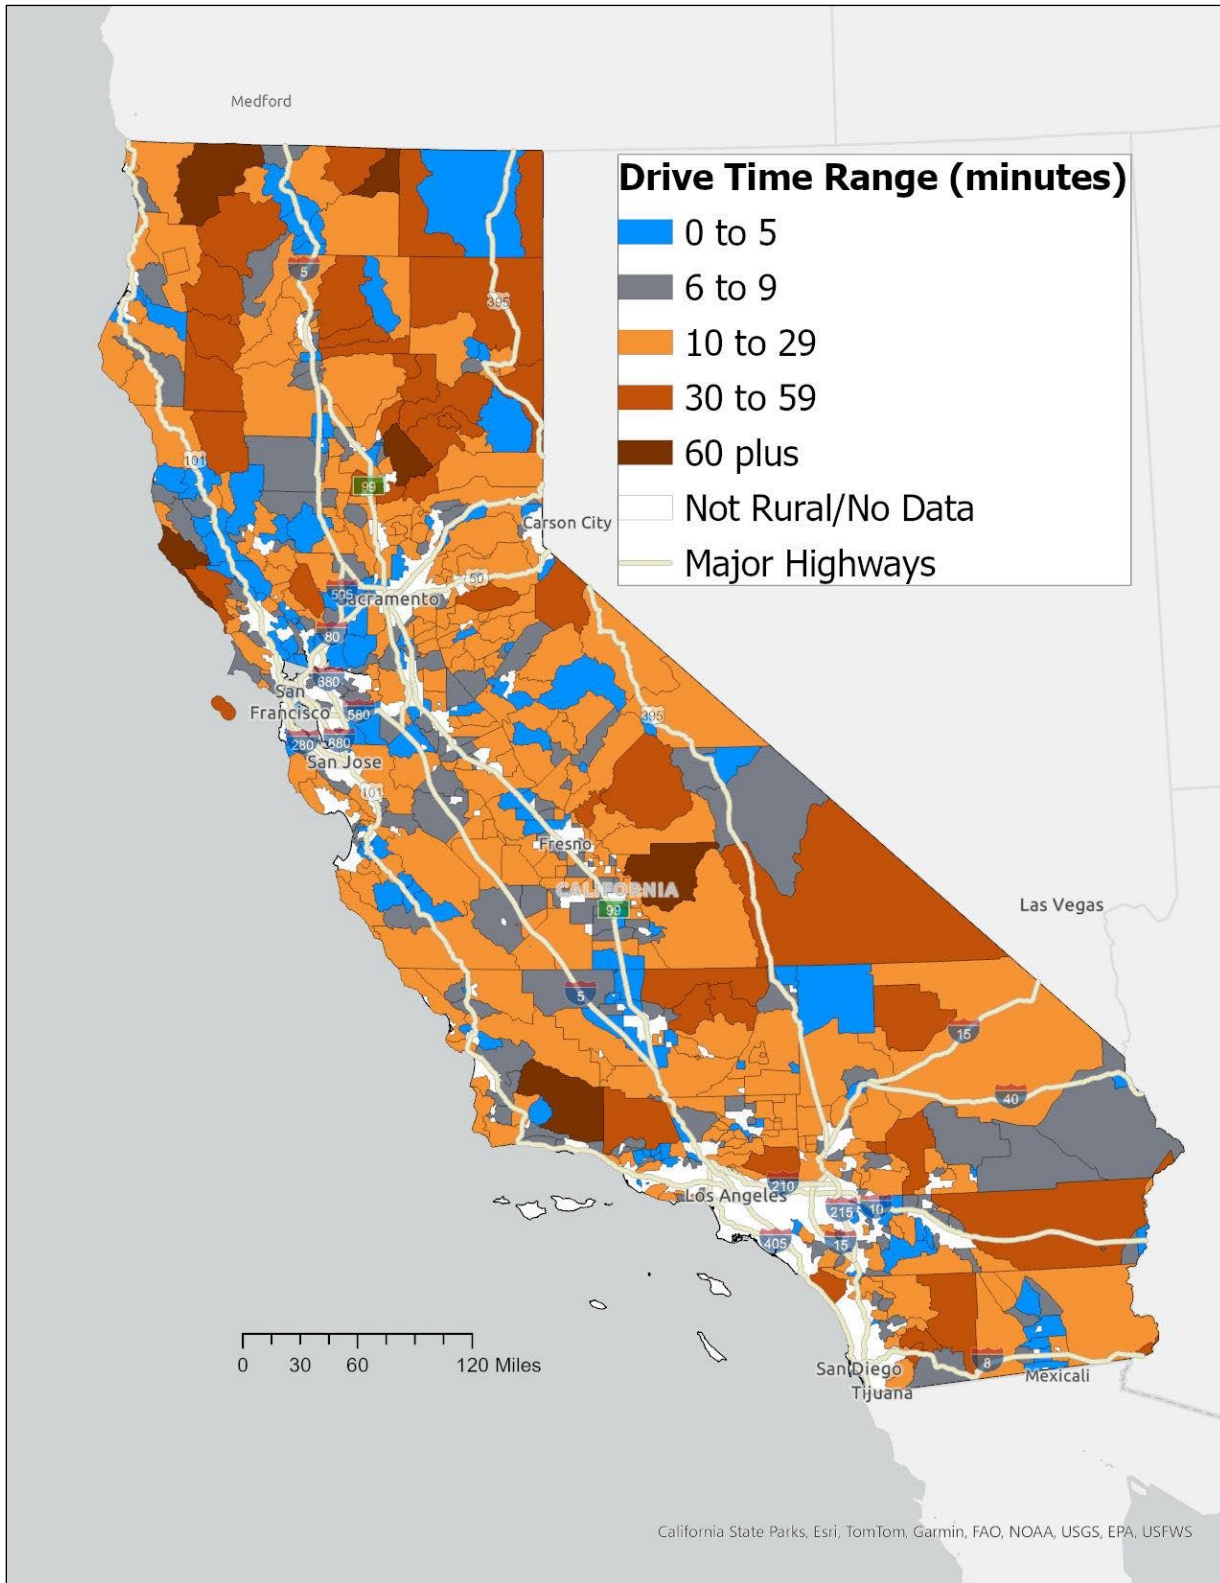 Medford
Drive Time Range (minutes)
0 to 5
6 to 9
10 to 29
30 to 59
60 plus
Not Rural/No Data
Major Highways
5
395
101
99
Carson City
50
505
Sacramento
80
San
Francisco
680
580
280
880
San Jose
101
395
Fresno
CALIFORNIA
99
Las Vegas
5
15
40
Los Angeles
210
215
10
405
15
San Diego
8
Mexicali
Tijuana
0 30 60 120 Miles
California State Parks, Esri, TomTom, Garmin, FAO, NOAA, USGS, EPA, USFWS